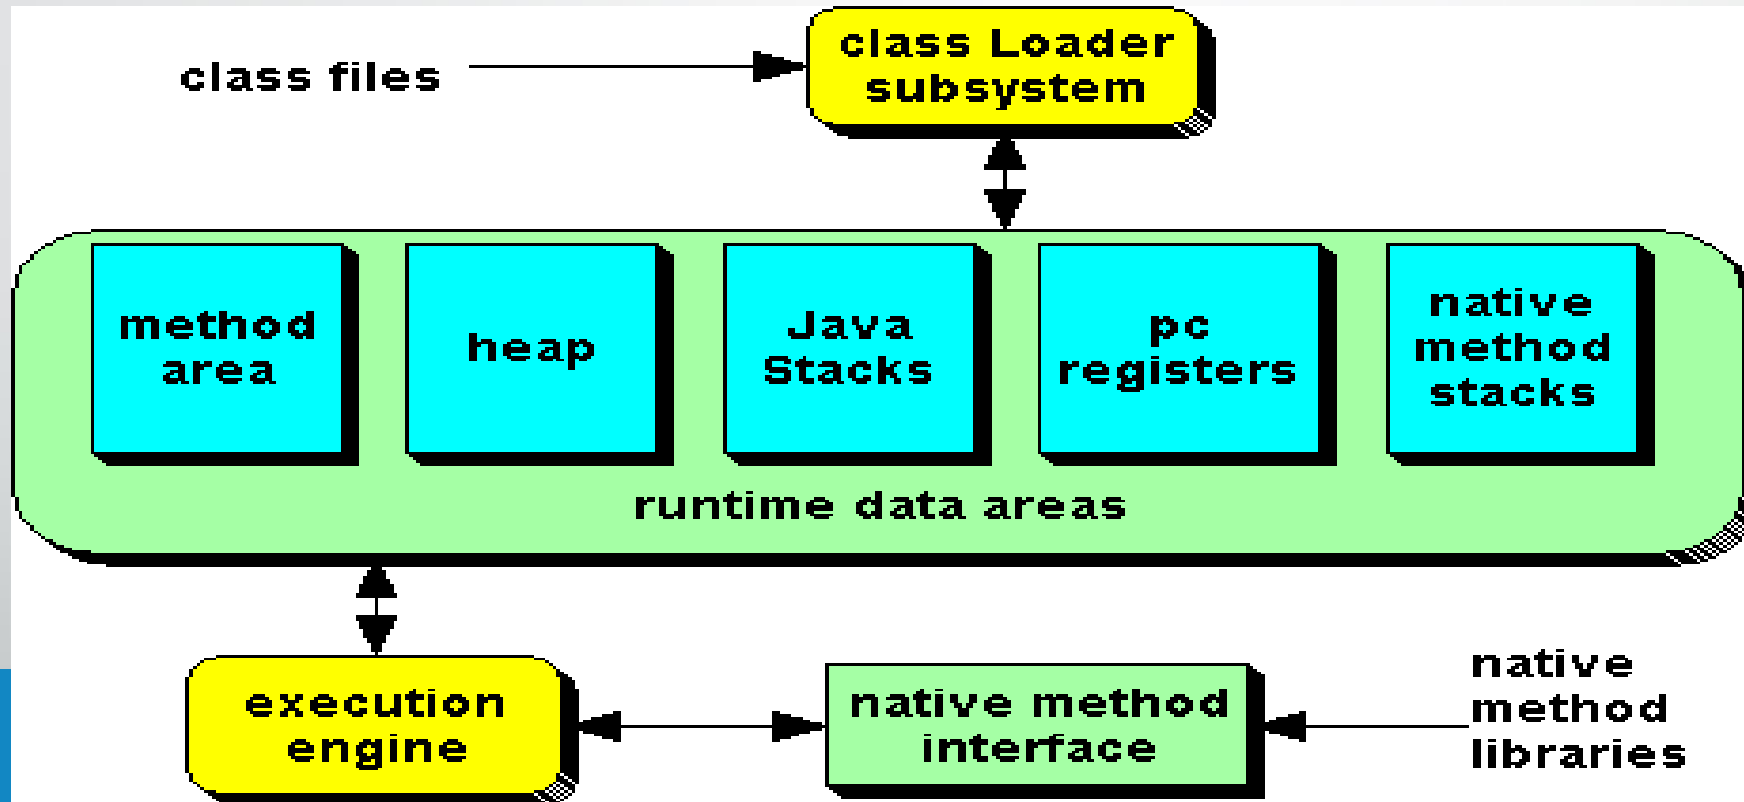 class files
class Loader
subsystem
method
area
heap
Java
Stacks
pc
registers
native
method
stacks
runtime data areas
execution
engine
native method
interface
native
method
libraries